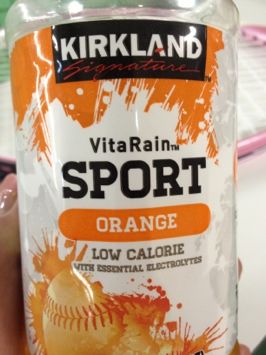 KIRKLAND
Signature
VitaRain™
SPORT
ORANGE
LOW CALORIE
WITH ESSENTIAL ELECTROLYTES